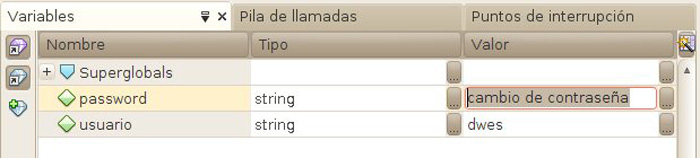 Variables Pila de llamadas Puntos de interrupción
Nombre Tipo Valor
Superglobals
password string cambio de contraseña
usuario string dwes